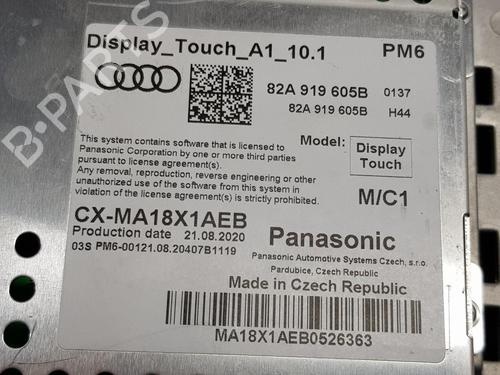 Display_Touch_A1_10.1 PM6
82A 919 605B 0137
82A 919 605B H44
This system contains software that is licensed to
Panasonic Corporation by one or more third parties
pursuant to license agreement(s).
Any removal, reproduction, reverse engineering or other
unauthorized use of the software from this system in
violation of the license agreement(s) is strictly prohibited.
Model: Display
Touch
M/C1
CX-MA18X1AEB
Production date 21.08.2020
03S PM6-00121.08.20407B1119
Panasonic
Panasonic Automotive Systems Czech, s.r.o.
Pardubice, Czech Republic
Made in Czech Republic
MA18X1AEB0526363
B-PARTS